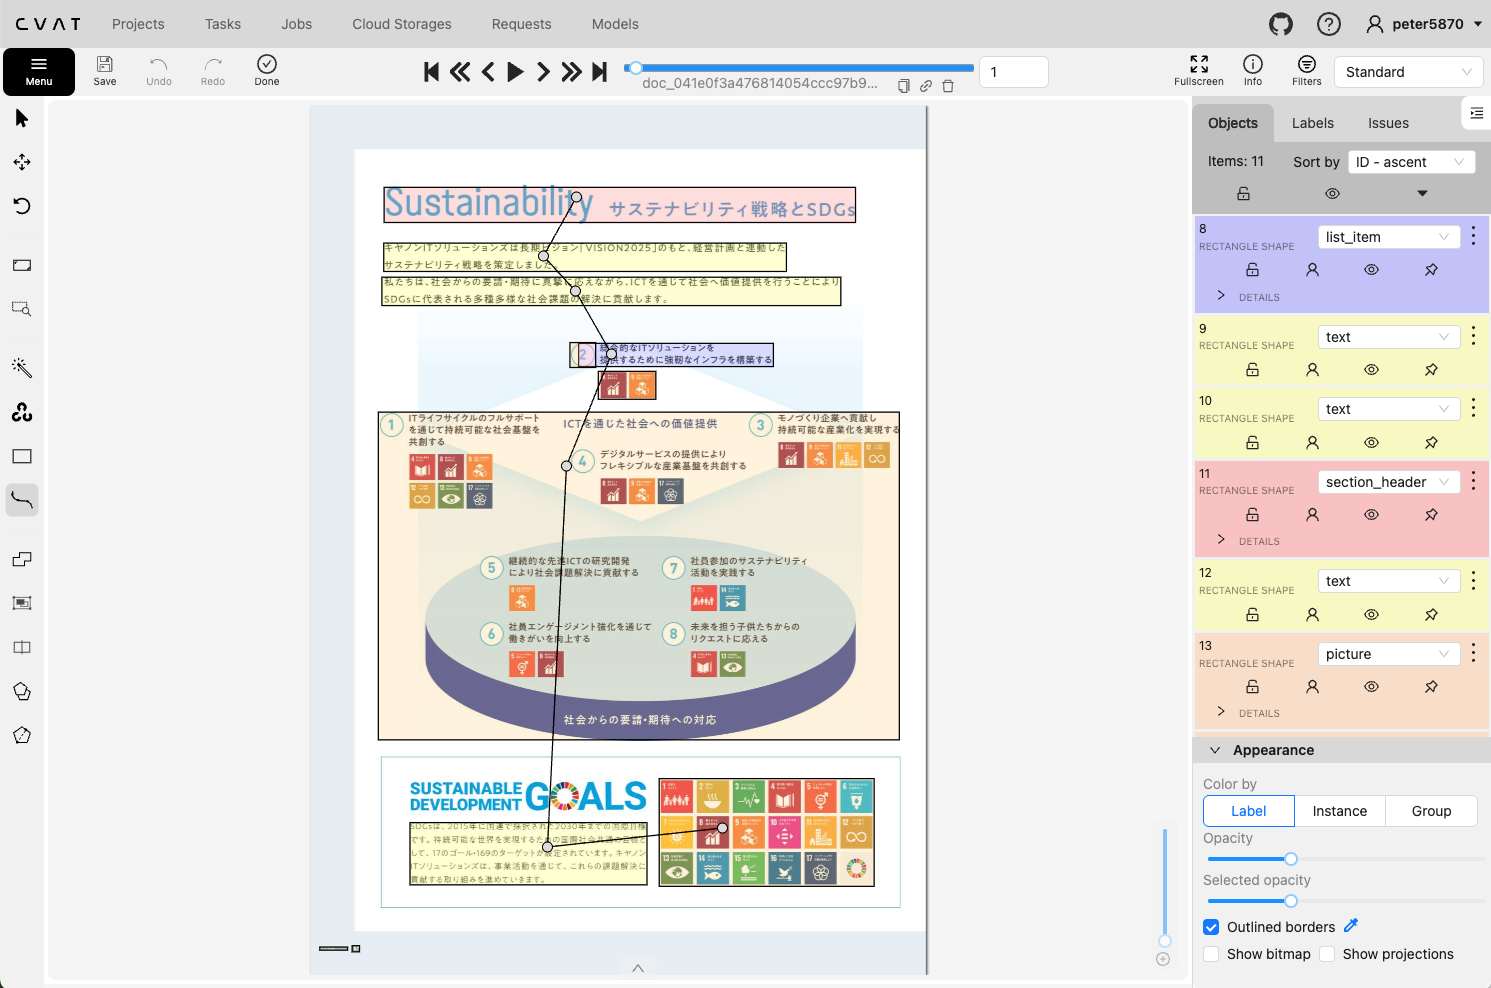 CVAT
Projects
Tasks
Jobs
Cloud Storages
Requests
Models
peter5870
Menu
Save
Undo
Redo
Done
doc_041e0f3a476814054ccc97b9...
1
Fullscreen
Info
Filters
Standard
Sustainability サステナビリティ戦略とSDGs
キヤノンITソリューションズは長期ビジョン「VISION2025」のもと、経営計画と連動した
サステナビリティ戦略を策定しました。
私たちは、社会からの要請・期待に真摯に応えながら、ICTを通じて社会へ価値提供を行うことにより
SDGsに代表される多種多様な社会課題の解決に貢献します。
2
総合的なITソリューションを
提供するために強靭なインフラを構築する
1
ITライフサイクルのフルサポート
を通じて持続可能な社会基盤を
共創する
ICTを通じた社会への価値提供
3
モノづくり企業へ貢献し
持続可能な産業化を実現する
4
デジタルサービスの提供により
フレキシブルな産業基盤を共創する
5
継続的な先進ICTの研究開発
により社会課題解決に貢献する
7
社員参加のサステナビリティ
活動を実践する
6
社員エンゲージメント強化を通じて
働きがいを向上する
8
未来を担う子供たちからの
リクエストに応える
社会からの要請・期待への対応
SUSTAINABLE
DEVELOPMENT
GOALS
SDGsは、2015年に国連で採択された2030年までの国際目標
です。持続可能な世界を実現するための国際社会共通の目標と
して、17のゴール・169のターゲットが設定されています。キヤノン
ITソリューションズは、事業活動を通じて、これらの課題解決に
貢献する取り組みを進めていきます。
Objects
Labels
Issues
Items: 11
Sort by
ID - ascent
8
RECTANGLE SHAPE
list_item
DETAILS
9
RECTANGLE SHAPE
text
10
RECTANGLE SHAPE
text
11
RECTANGLE SHAPE
section_header
DETAILS
12
RECTANGLE SHAPE
text
13
RECTANGLE SHAPE
picture
DETAILS
Appearance
Color by
Label
Instance
Group
Opacity
Selected opacity
Outlined borders
Show bitmap
Show projections